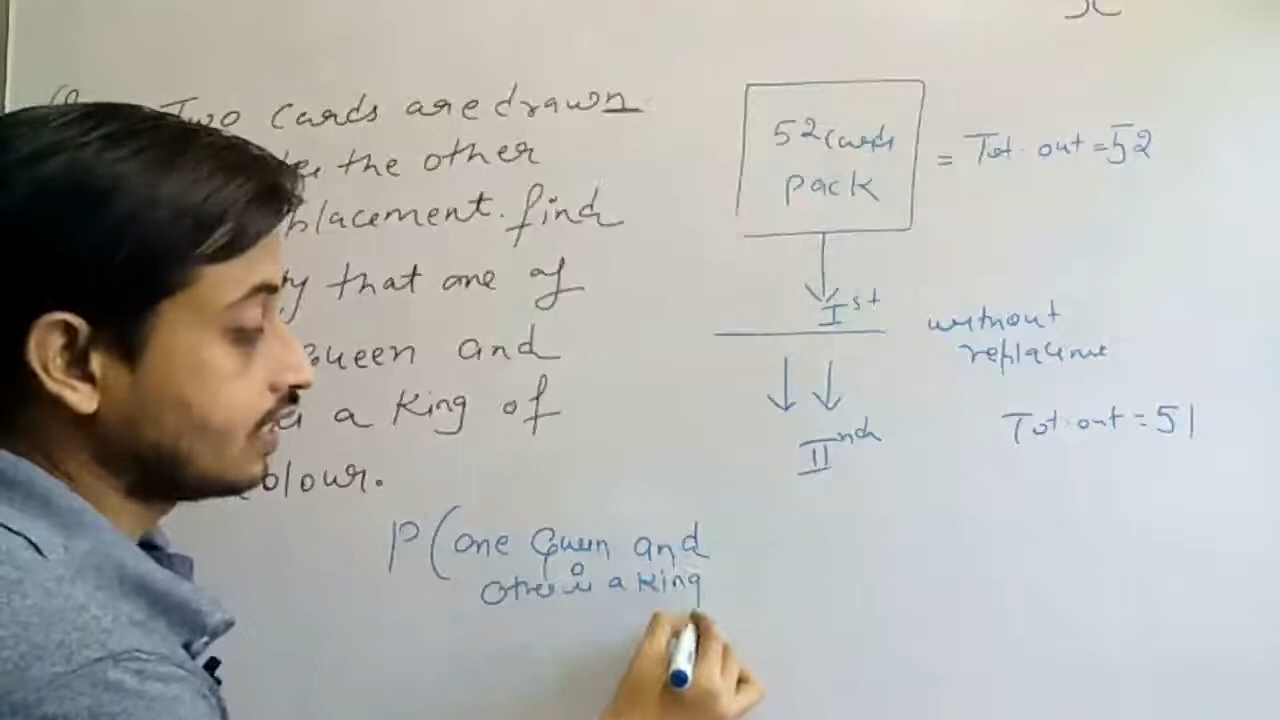 Two cards are drawn
the other
placement. find
y that one of
Queen and
a King of
olour.
52 cards
pack
= Tot. out = 52
Ist
without
replaceme
IInd
Tot. out = 51
P(one Queen and
Other is a King